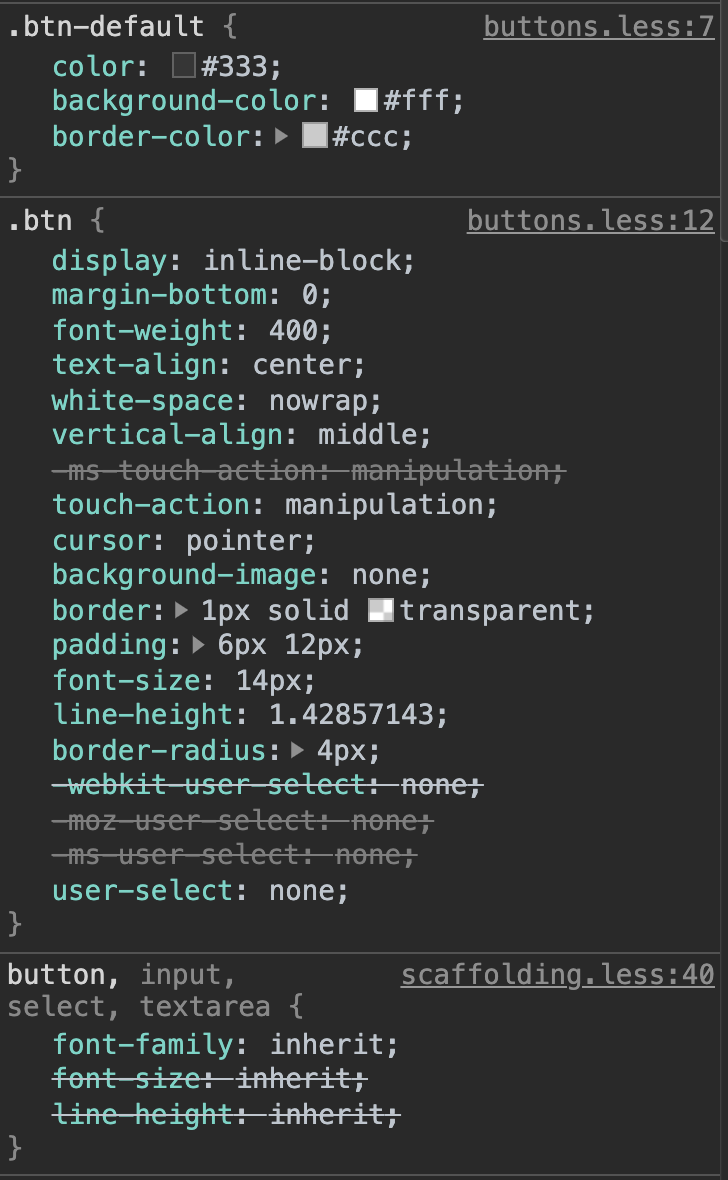 .btn-default { buttons.less:7
color: #333;
background-color: #fff;
border-color: #ccc;
}
.btn { buttons.less:12
display: inline-block;
margin-bottom: 0;
font-weight: 400;
text-align: center;
white-space: nowrap;
vertical-align: middle;
-ms-touch-action: manipulation;
touch-action: manipulation;
cursor: pointer;
background-image: none;
border: 1px solid transparent;
padding: 6px 12px;
font-size: 14px;
line-height: 1.42857143;
border-radius: 4px;
-webkit-user-select: none;
-moz-user-select: none;
-ms-user-select: none;
user-select: none;
}
button, input, scaffolding.less:40
select, textarea {
font-family: inherit;
font-size: inherit;
line-height: inherit;
}